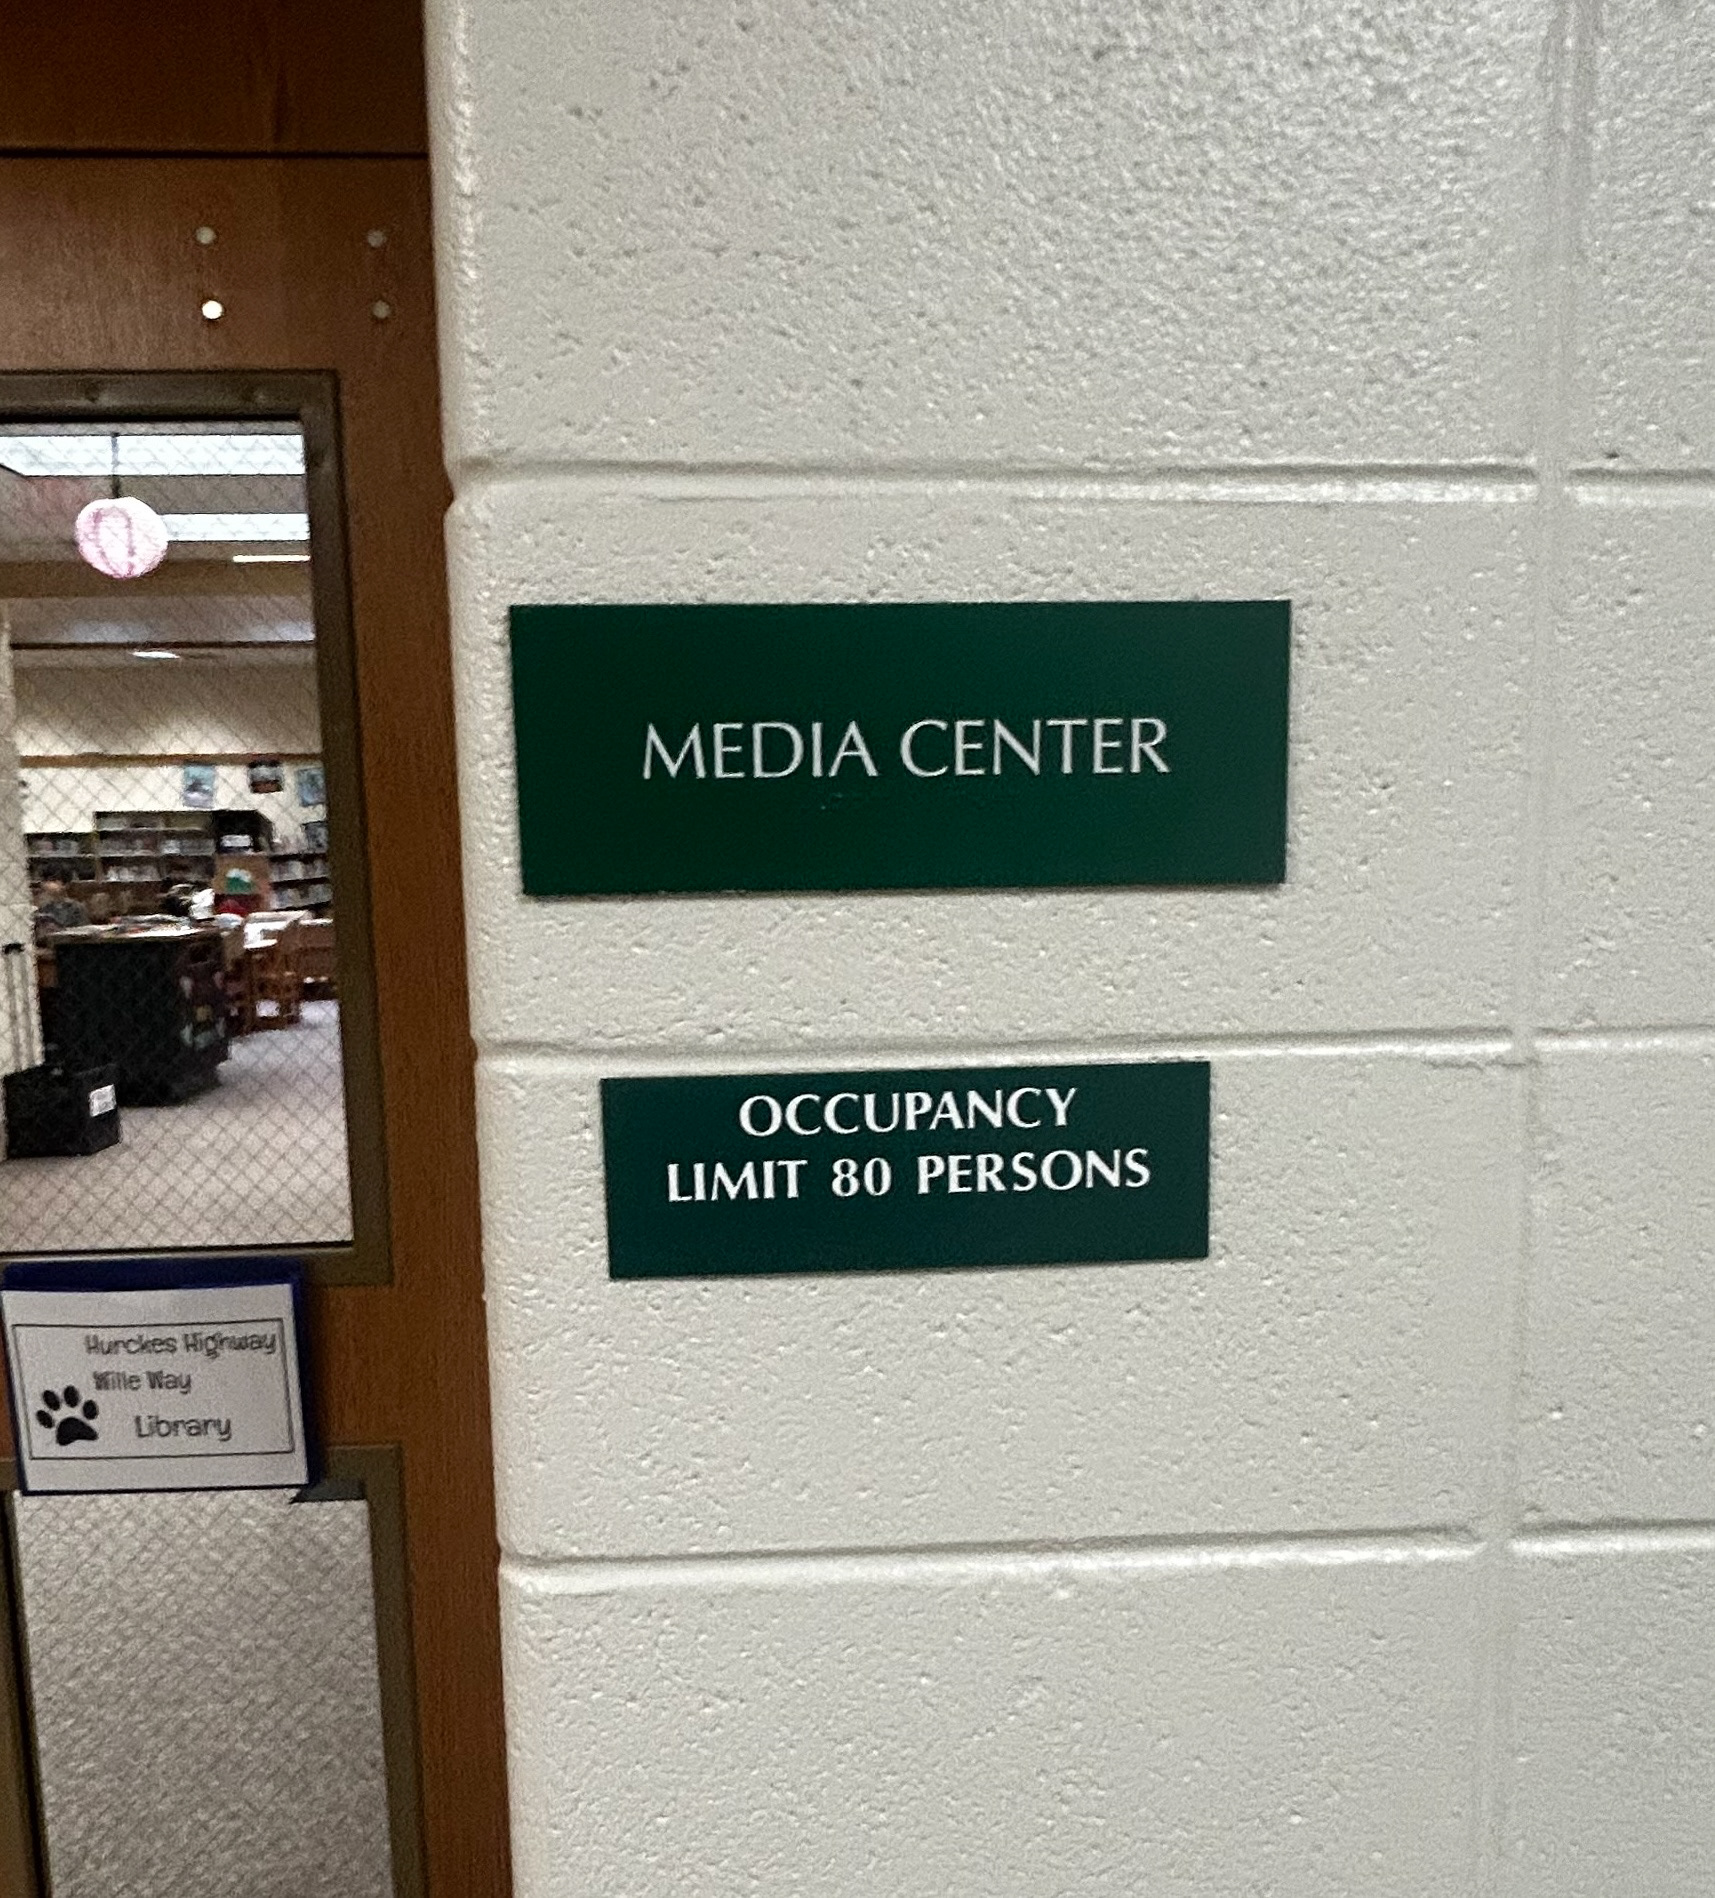 MEDIA CENTER
OCCUPANCY
LIMIT 80 PERSONS
Hurckes Highway
Wille Way
Library